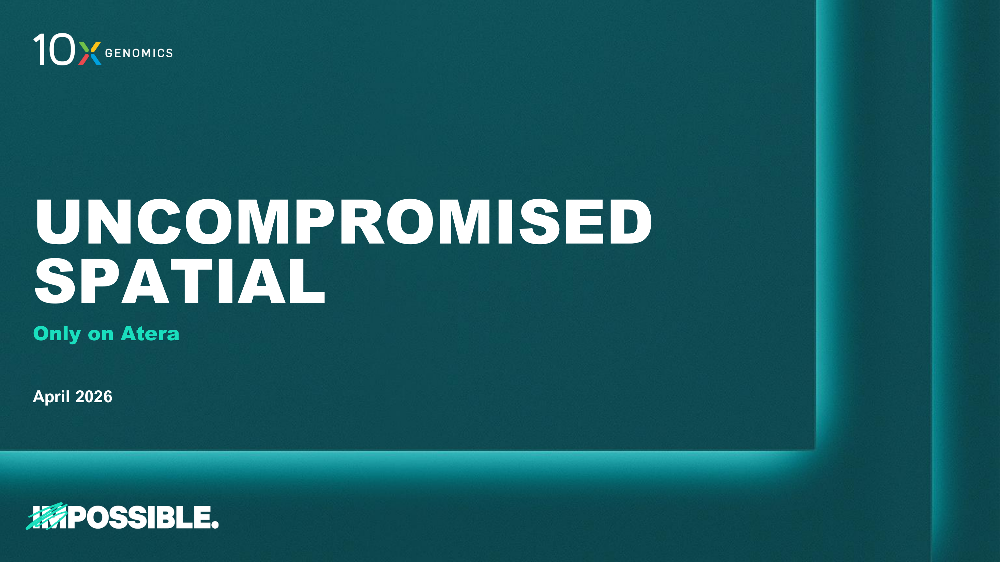 10x GENOMICS
UNCOMPROMISED
SPATIAL
Only on Atera
April 2026
IMPOSSIBLE.